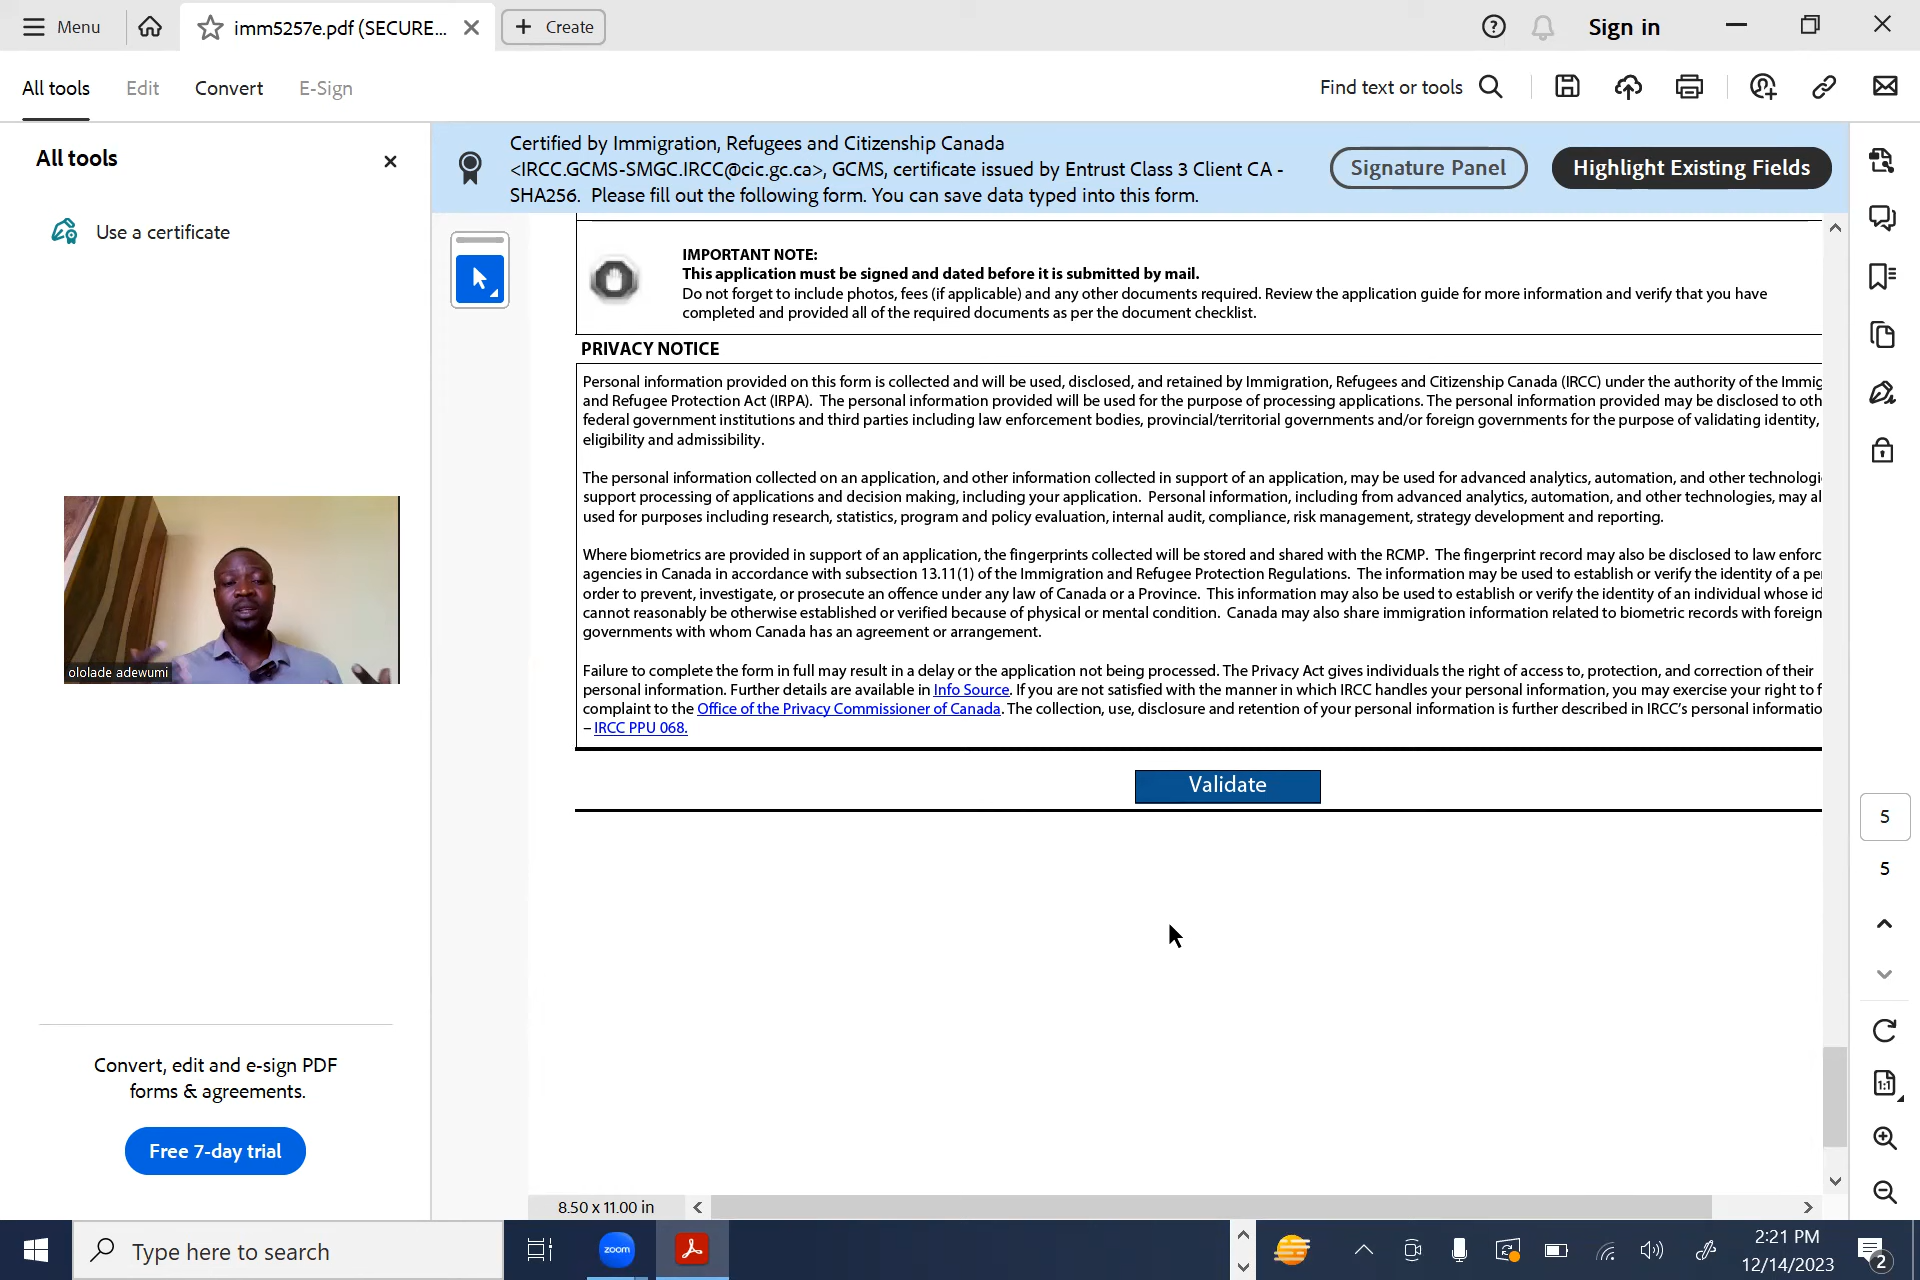 Menu
imm5257e.pdf (SECURE...
Create
Sign in
All tools
Edit
Convert
E-Sign
Find text or tools
All tools
Use a certificate
Certified by Immigration, Refugees and Citizenship Canada
<IRCC.GCMS-SMGC.IRCC@cic.gc.ca>, GCMS, certificate issued by Entrust Class 3 Client CA -
SHA256.  Please fill out the following form. You can save data typed into this form.
Signature Panel
Highlight Existing Fields
IMPORTANT NOTE:
This application must be signed and dated before it is submitted by mail.
Do not forget to include photos, fees (if applicable) and any other documents required. Review the application guide for more information and verify that you have
completed and provided all of the required documents as per the document checklist.
PRIVACY NOTICE
Personal information provided on this form is collected and will be used, disclosed, and retained by Immigration, Refugees and Citizenship Canada (IRCC) under the authority of the Immig
and Refugee Protection Act (IRPA).  The personal information provided will be used for the purpose of processing applications. The personal information provided may be disclosed to oth
federal government institutions and third parties including law enforcement bodies, provincial/territorial governments and/or foreign governments for the purpose of validating identity,
eligibility and admissibility.
The personal information collected on an application, and other information collected in support of an application, may be used for advanced analytics, automation, and other technologi
support processing of applications and decision making, including your application.  Personal information, including from advanced analytics, automation, and other technologies, may al
used for purposes including research, statistics, program and policy evaluation, internal audit, compliance, risk management, strategy development and reporting.
Where biometrics are provided in support of an application, the fingerprints collected will be stored and shared with the RCMP.  The fingerprint record may also be disclosed to law enforc
agencies in Canada in accordance with subsection 13.11(1) of the Immigration and Refugee Protection Regulations.  The information may be used to establish or verify the identity of a pe
order to prevent, investigate, or prosecute an offence under any law of Canada or a Province.  This information may also be used to establish or verify the identity of an individual whose id
cannot reasonably be otherwise established or verified because of physical or mental condition.  Canada may also share immigration information related to biometric records with foreign
governments with whom Canada has an agreement or arrangement.
Failure to complete the form in full may result in a delay or the application not being processed. The Privacy Act gives individuals the right of access to, protection, and correction of their
personal information. Further details are available in Info Source. If you are not satisfied with the manner in which IRCC handles your personal information, you may exercise your right to f
complaint to the Office of the Privacy Commissioner of Canada. The collection, use, disclosure and retention of your personal information is further described in IRCC's personal informatio
– IRCC PPU 068.
Validate
ololade adewumi
5
5
1:1
Convert, edit and e-sign PDF
forms & agreements.
Free 7-day trial
8.50 x 11.00 in
Type here to search
zoom
2:21 PM
12/14/2023
2